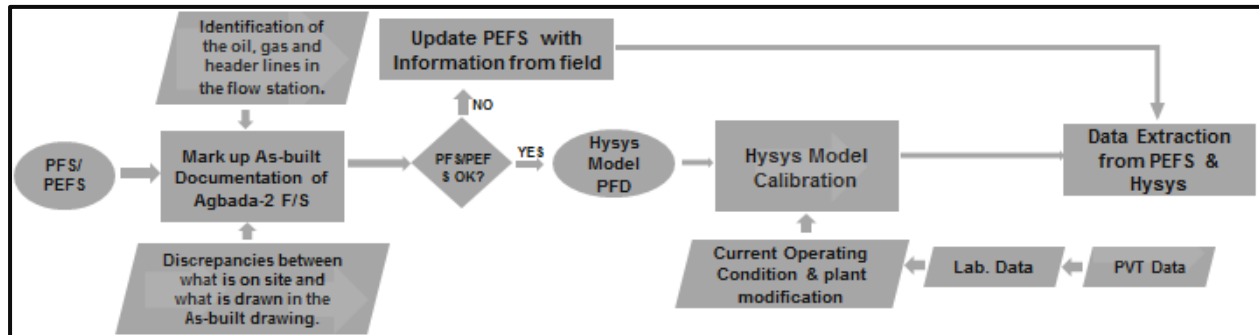 Identification of
the oil, gas and
header lines in
the flow station.
Update PEFS with
Information from field
NO
PFS/
PEFS
Mark up As-built
Documentation of
Agbada-2 F/S
PFS/PEF
S OK?
YES
Hysys
Model
PFD
Hysys Model
Calibration
Data Extraction
from PEFS &
Hysys
Discrepancies between
what is on site and
what is drawn in the
As-built drawing.
Current Operating
Condition & plant
modification
Lab. Data
PVT Data